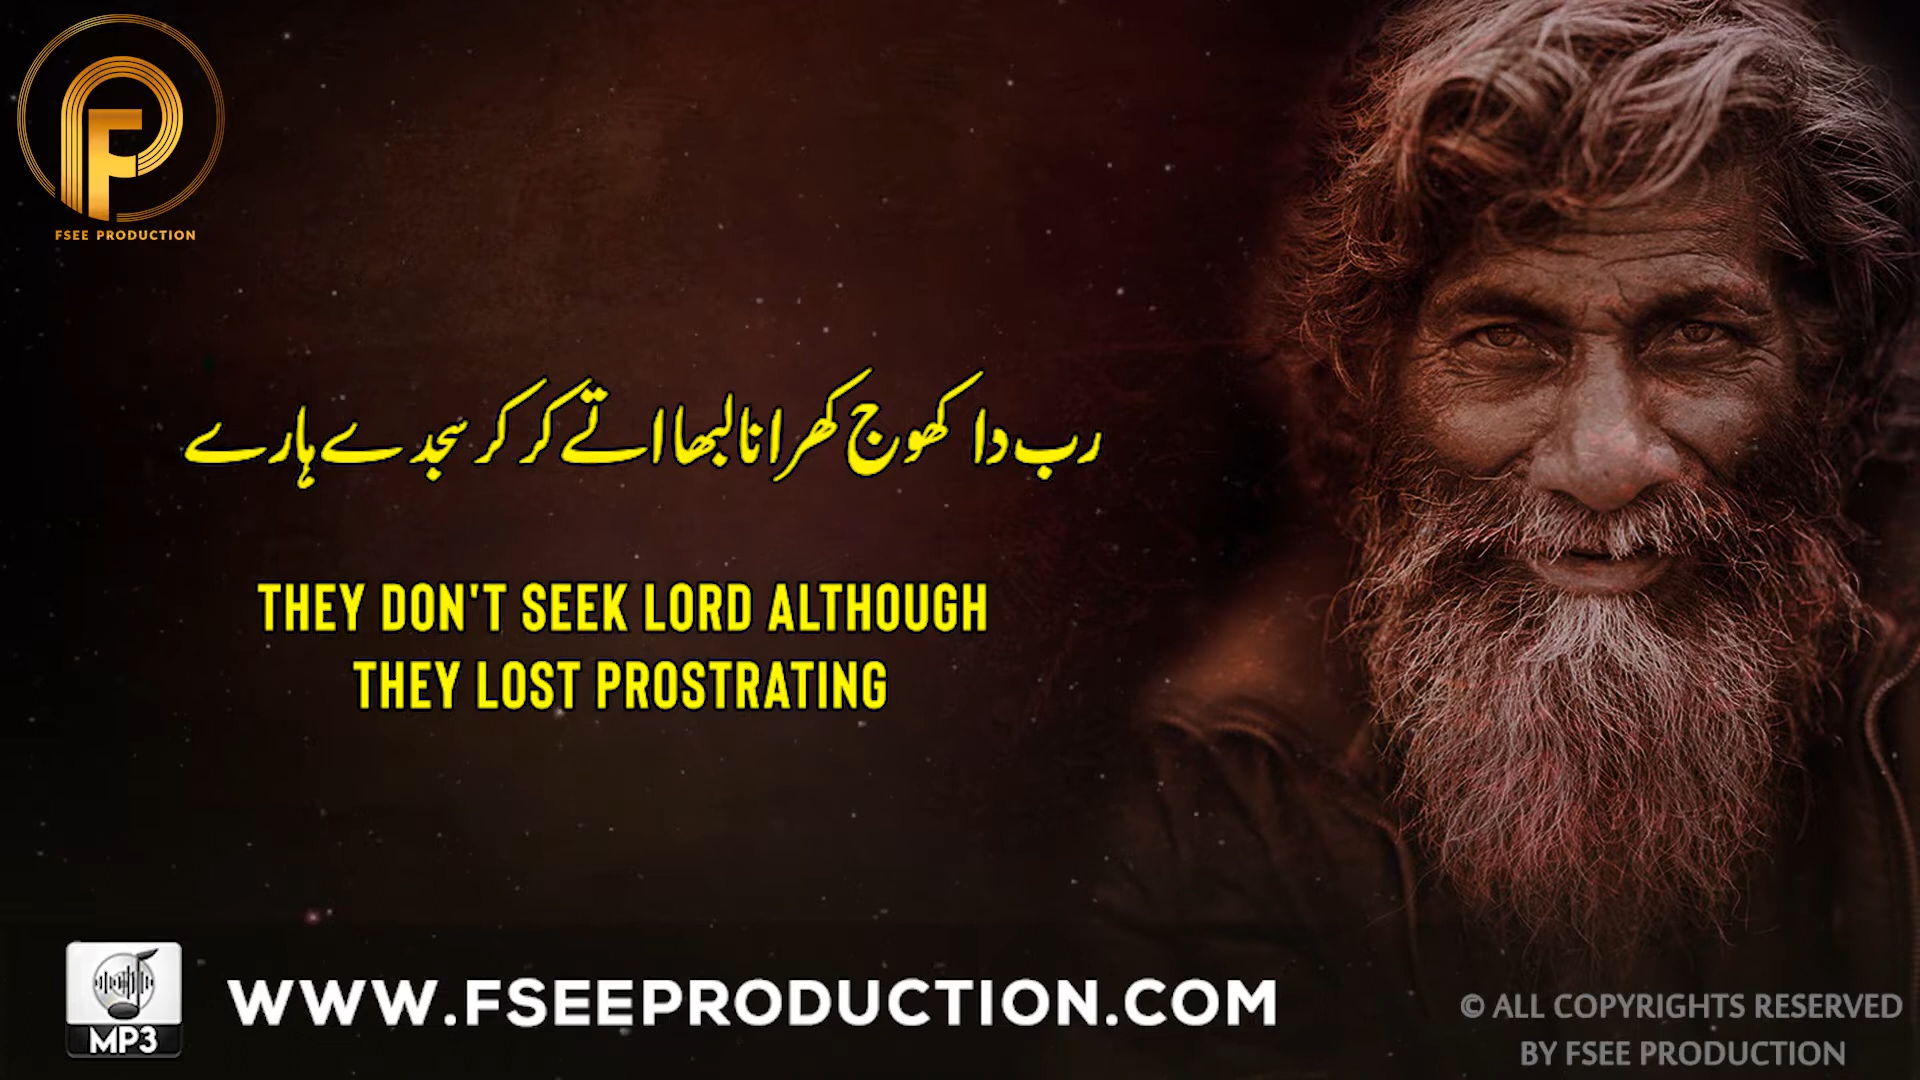 FSEE PRODUCTION
رب دا کھوج کھرا نا لبھا اتے کر کر سجدے ہارے
THEY DON'T SEEK LORD ALTHOUGH
THEY LOST PROSTRATING
MP3
WWW.FSEEPRODUCTION.COM
© ALL COPYRIGHTS RESERVED
BY FSEE PRODUCTION